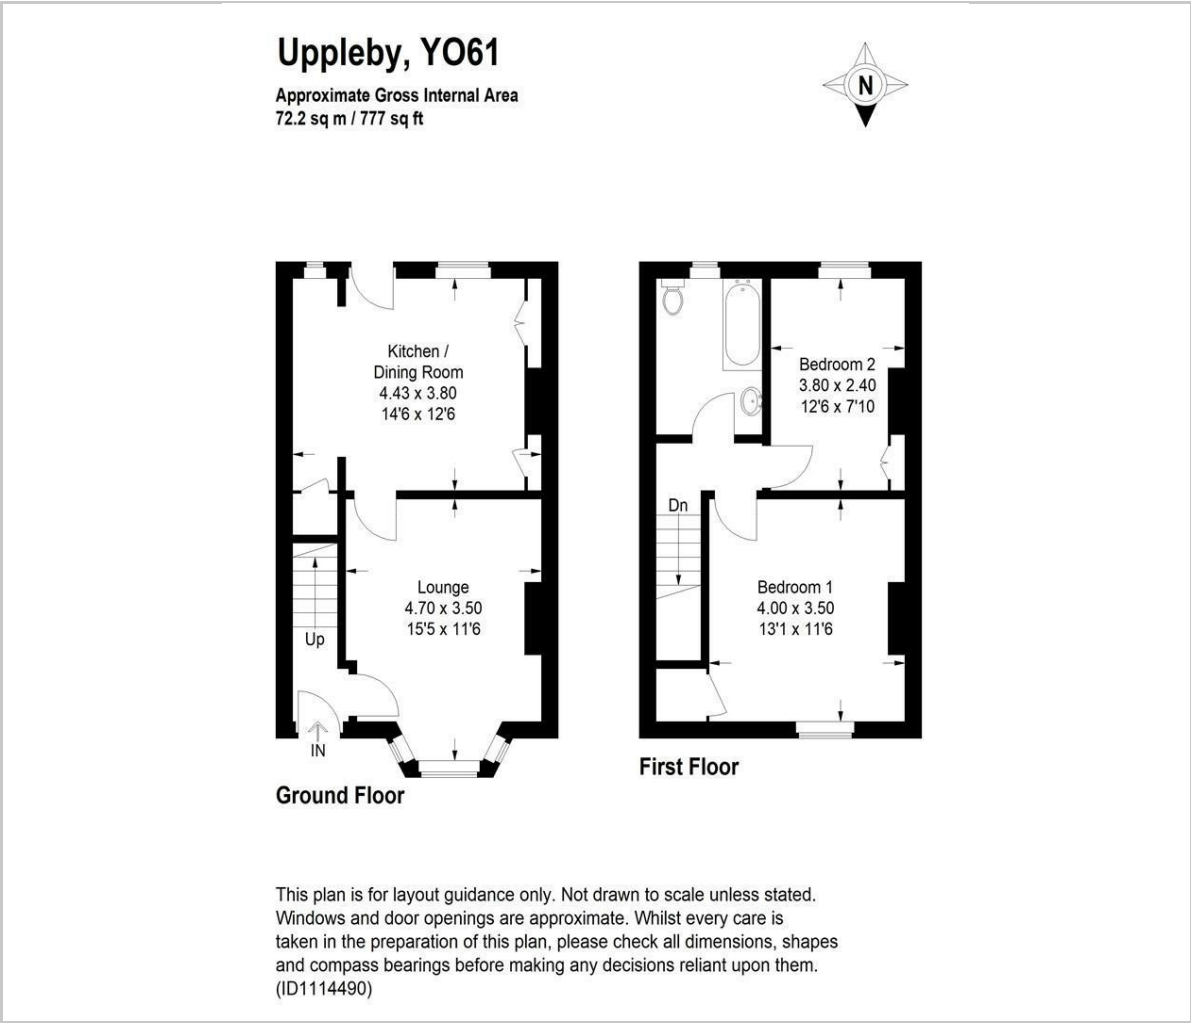 Uppleby, YO61
Approximate Gross Internal Area
72.2 sq m / 777 sq ft
N
Kitchen /
Dining Room
4.43 x 3.80
14'6 x 12'6
Lounge
4.70 x 3.50
15'5 x 11'6
Up
IN
Ground Floor
Bedroom 2
3.80 x 2.40
12'6 x 7'10
Dn
Bedroom 1
4.00 x 3.50
13'1 x 11'6
First Floor
This plan is for layout guidance only. Not drawn to scale unless stated.
Windows and door openings are approximate. Whilst every care is
taken in the preparation of this plan, please check all dimensions, shapes
and compass bearings before making any decisions reliant upon them.
(ID1114490)